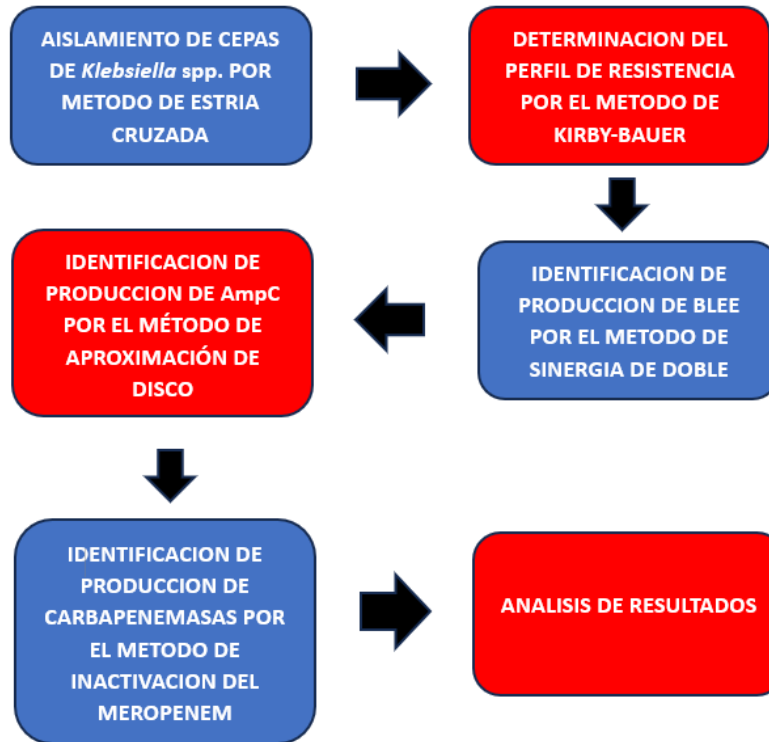 AISLAMIENTO DE CEPAS
DE Klebsiella spp. POR
METODO DE ESTRIA
CRUZADA
DETERMINACION DEL
PERFIL DE RESISTENCIA
POR EL METODO DE
KIRBY-BAUER
IDENTIFICACION DE
PRODUCCION DE BLEE
POR EL METODO DE
SINERGIA DE DOBLE
IDENTIFICACION DE
PRODUCCION DE AmpC
POR EL MÉTODO DE
APROXIMACIÓN DE
DISCO
IDENTIFICACION DE
PRODUCCION DE
CARBAPENEMASAS POR
EL METODO DE
INACTIVACION DEL
MEROPENEM
ANALISIS DE RESULTADOS